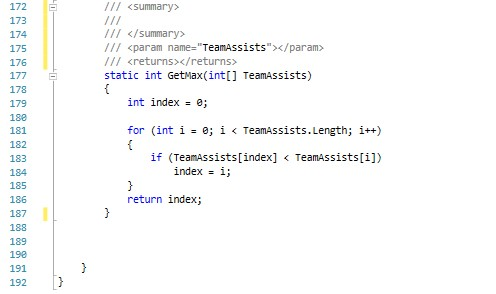 172 /// <summary>
173 ///
174 /// </summary>
175 /// <param name="TeamAssists"></param>
176 /// <returns></returns>
177 static int GetMax(int[] TeamAssists)
178 {
179 int index = 0;
180
181 for (int i = 0; i < TeamAssists.Length; i++)
182 {
183 if (TeamAssists[index] < TeamAssists[i])
184 index = i;
185 }
186 return index;
187 }
188
189
190
191 }
192 }